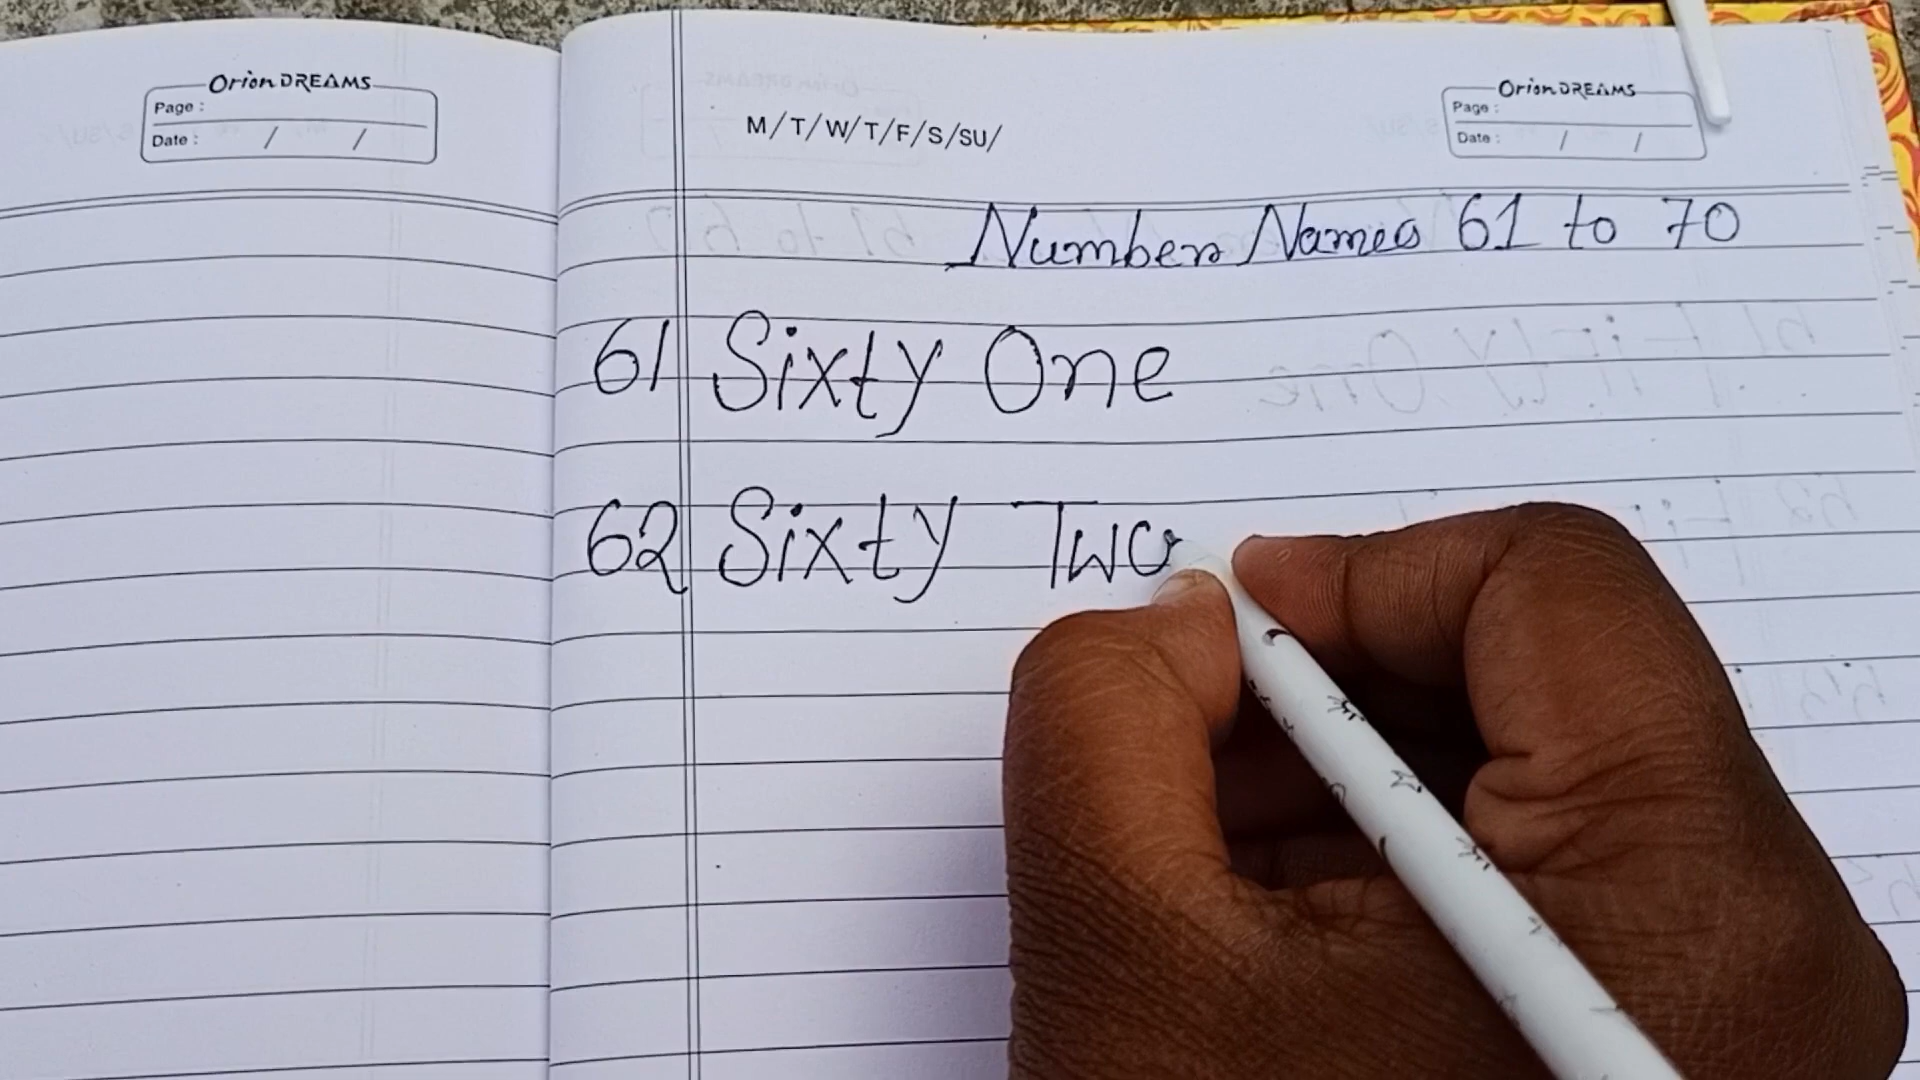 Orion DREAMS
Page :
Date : / /
M/T/W/T/F/S/SU/
Orion DREAMS
Page :
Date : / /
Number Names 61 to 70
61 Sixty One
62 Sixty Two